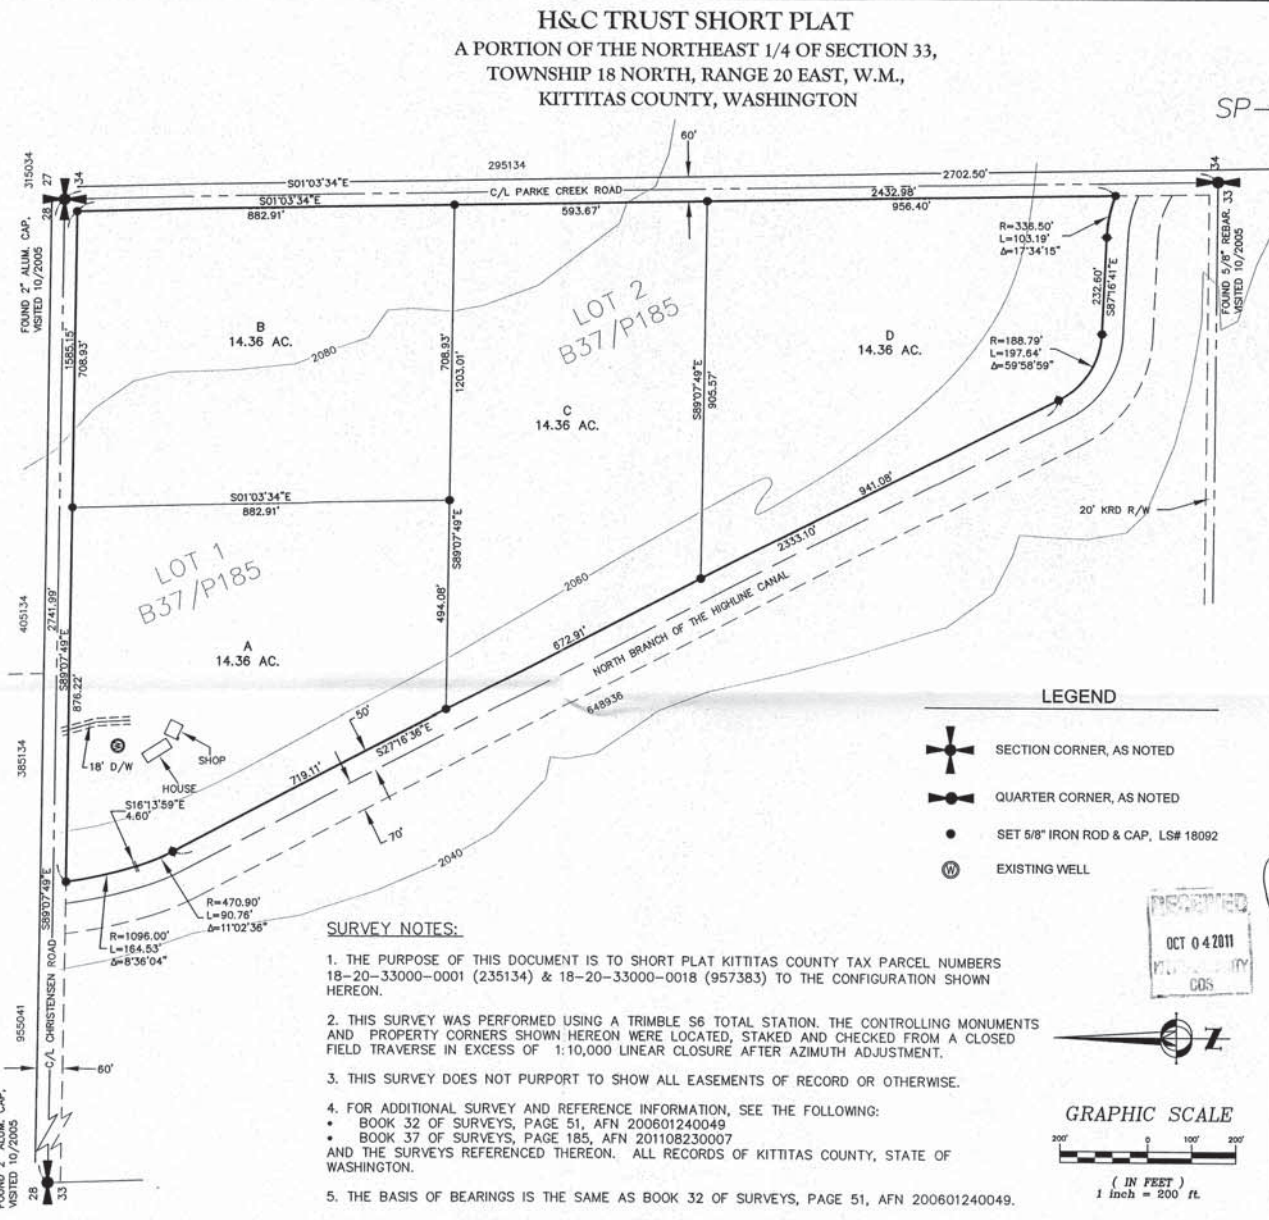 H&C TRUST SHORT PLAT
A PORTION OF THE NORTHEAST 1/4 OF SECTION 33,
TOWNSHIP 18 NORTH, RANGE 20 EAST, W.M.,
KITTITAS COUNTY, WASHINGTON
SP-
60'
315034
27
34
295134
S01°03'34"E
2702.50'
34
C/L PARKE CREEK ROAD
2432.98'
28
S01°03'34"E
882.91'
593.67'
956.40'
33
FOUND 2" ALUM. CAP,
VISITED 10/2005
FOUND 5/8" REBAR.
VISITED 10/2005
R=336.50'
L=103.19'
Δ=17°34'15"
232.60'
S87°16'41"E
R=188.79'
L=197.64'
Δ=59°58'59"
1585.15'
708.93'
B
14.36 AC.
2080
708.93'
1203.01'
LOT 2
B37/P185
C
14.36 AC.
S89°07'49"E
905.57'
D
14.36 AC.
S01°03'34"E
882.91'
941.08'
2333.10'
20' KRD R/W
LOT 1
B37/P185
S89°07'49"E
494.08'
2060
405134
2741.99'
S89°07'49"E
876.22'
A
14.36 AC.
672.91'
NORTH BRANCH OF THE HIGHLINE CANAL
648936
50'
S27°16'36"E
719.11'
70'
2040
385134
18' D/W
W
SHOP
HOUSE
S16°13'59"E
4.60'
R=470.90'
L=90.76'
Δ=11°02'36"
R=1096.00'
L=164.53'
Δ=8°36'04"
S89°07'49"E
C/L CHRISTENSEN ROAD
955041
60'
FOUND 2" ALUM. CAP,
VISITED 10/2005
28
33
LEGEND
SECTION CORNER, AS NOTED
QUARTER CORNER, AS NOTED
SET 5/8" IRON ROD & CAP, LS# 18092
W EXISTING WELL
RECEIVED
OCT 04 2011
CDS
SURVEY NOTES:
1. THE PURPOSE OF THIS DOCUMENT IS TO SHORT PLAT KITTITAS COUNTY TAX PARCEL NUMBERS
18-20-33000-0001 (235134) & 18-20-33000-0018 (957383) TO THE CONFIGURATION SHOWN
HEREON.
2. THIS SURVEY WAS PERFORMED USING A TRIMBLE S6 TOTAL STATION. THE CONTROLLING MONUMENTS
AND PROPERTY CORNERS SHOWN HEREON WERE LOCATED, STAKED AND CHECKED FROM A CLOSED
FIELD TRAVERSE IN EXCESS OF 1:10,000 LINEAR CLOSURE AFTER AZIMUTH ADJUSTMENT.
3. THIS SURVEY DOES NOT PURPORT TO SHOW ALL EASEMENTS OF RECORD OR OTHERWISE.
4. FOR ADDITIONAL SURVEY AND REFERENCE INFORMATION, SEE THE FOLLOWING:
• BOOK 32 OF SURVEYS, PAGE 51, AFN 200601240049
• BOOK 37 OF SURVEYS, PAGE 185, AFN 201108230007
AND THE SURVEYS REFERENCED THEREON. ALL RECORDS OF KITTITAS COUNTY, STATE OF
WASHINGTON.
5. THE BASIS OF BEARINGS IS THE SAME AS BOOK 32 OF SURVEYS, PAGE 51, AFN 200601240049.
N
GRAPHIC SCALE
200' 0 100' 200'
( IN FEET )
1 inch = 200 ft.